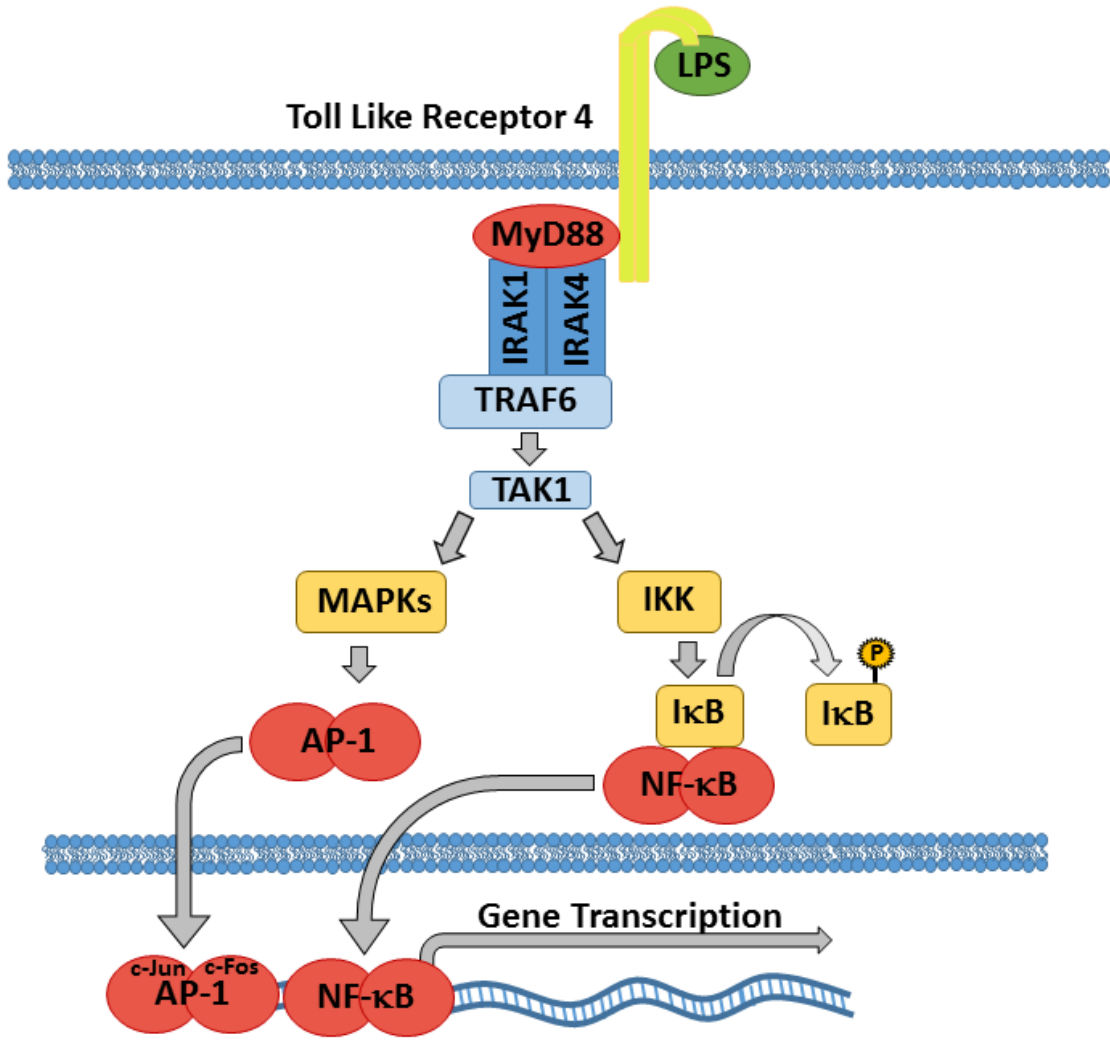 LPS
Toll Like Receptor 4
MyD88
IRAK1
IRAK4
TRAF6
TAK1
MAPKs
IKK
P
IκB
IκB
AP-1
NF-κB
Gene Transcription
c-Jun c-Fos
AP-1
NF-κB